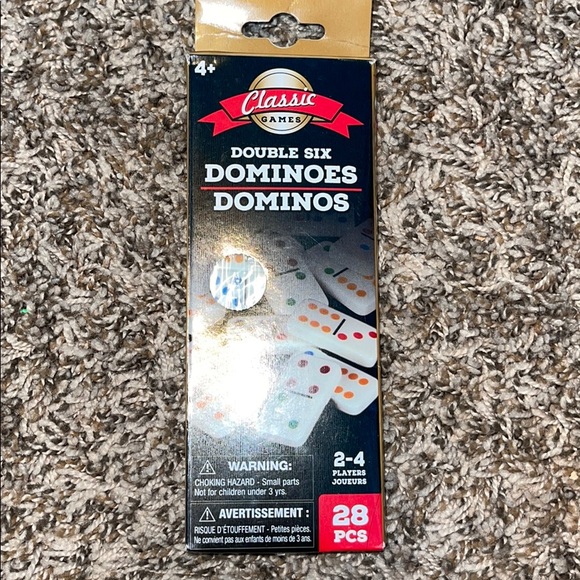 4+
Classic
GAMES
DOUBLE SIX
DOMINOES
DOMINOS
WARNING:
CHOKING HAZARD - Small parts
Not for children under 3 yrs.
AVERTISSEMENT :
RISQUE D'ÉTOUFFEMENT - Petites pièces.
Ne convient pas aux enfants de moins de 3 ans.
2-4
PLAYERS
JOUEURS
28
PCS